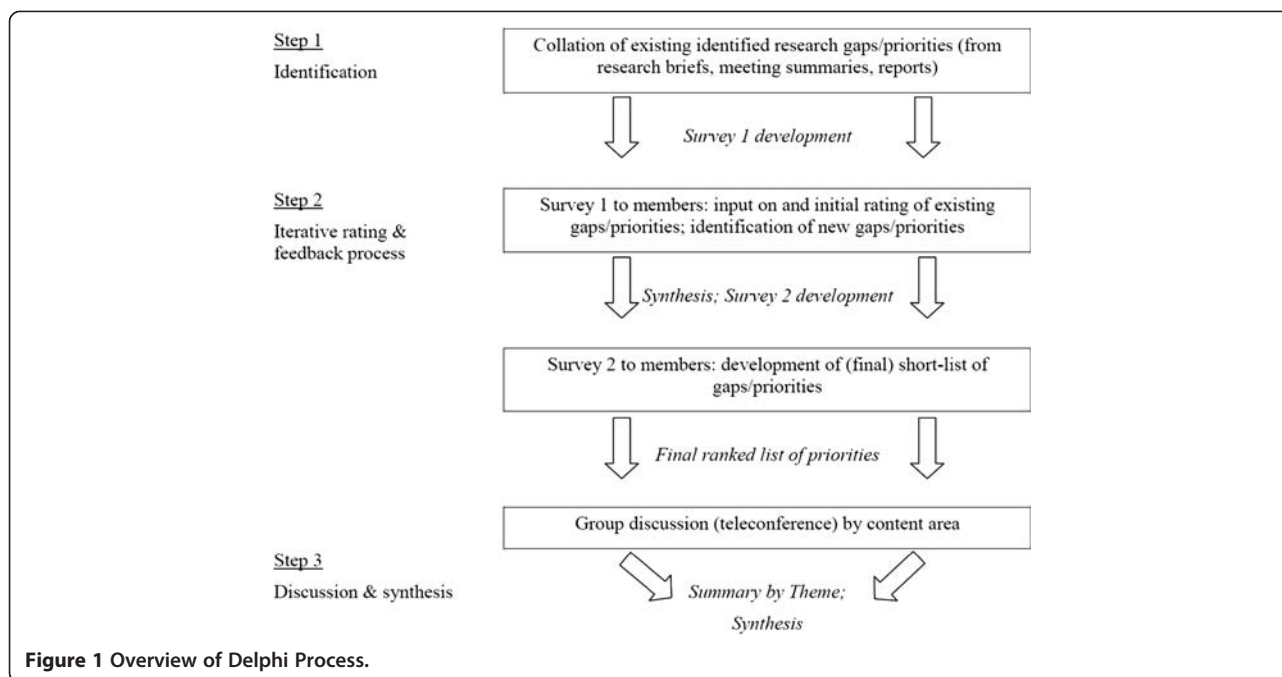 Step 1
Identification
Collation of existing identified research gaps/priorities (from
research briefs, meeting summaries, reports)
Survey 1 development
Step 2
Iterative rating &
feedback process
Survey 1 to members: input on and initial rating of existing
gaps/priorities; identification of new gaps/priorities
Synthesis; Survey 2 development
Survey 2 to members: development of (final) short-list of
gaps/priorities
Final ranked list of priorities
Group discussion (teleconference) by content area
Step 3
Discussion & synthesis
Summary by Theme;
Synthesis
Figure 1 Overview of Delphi Process.